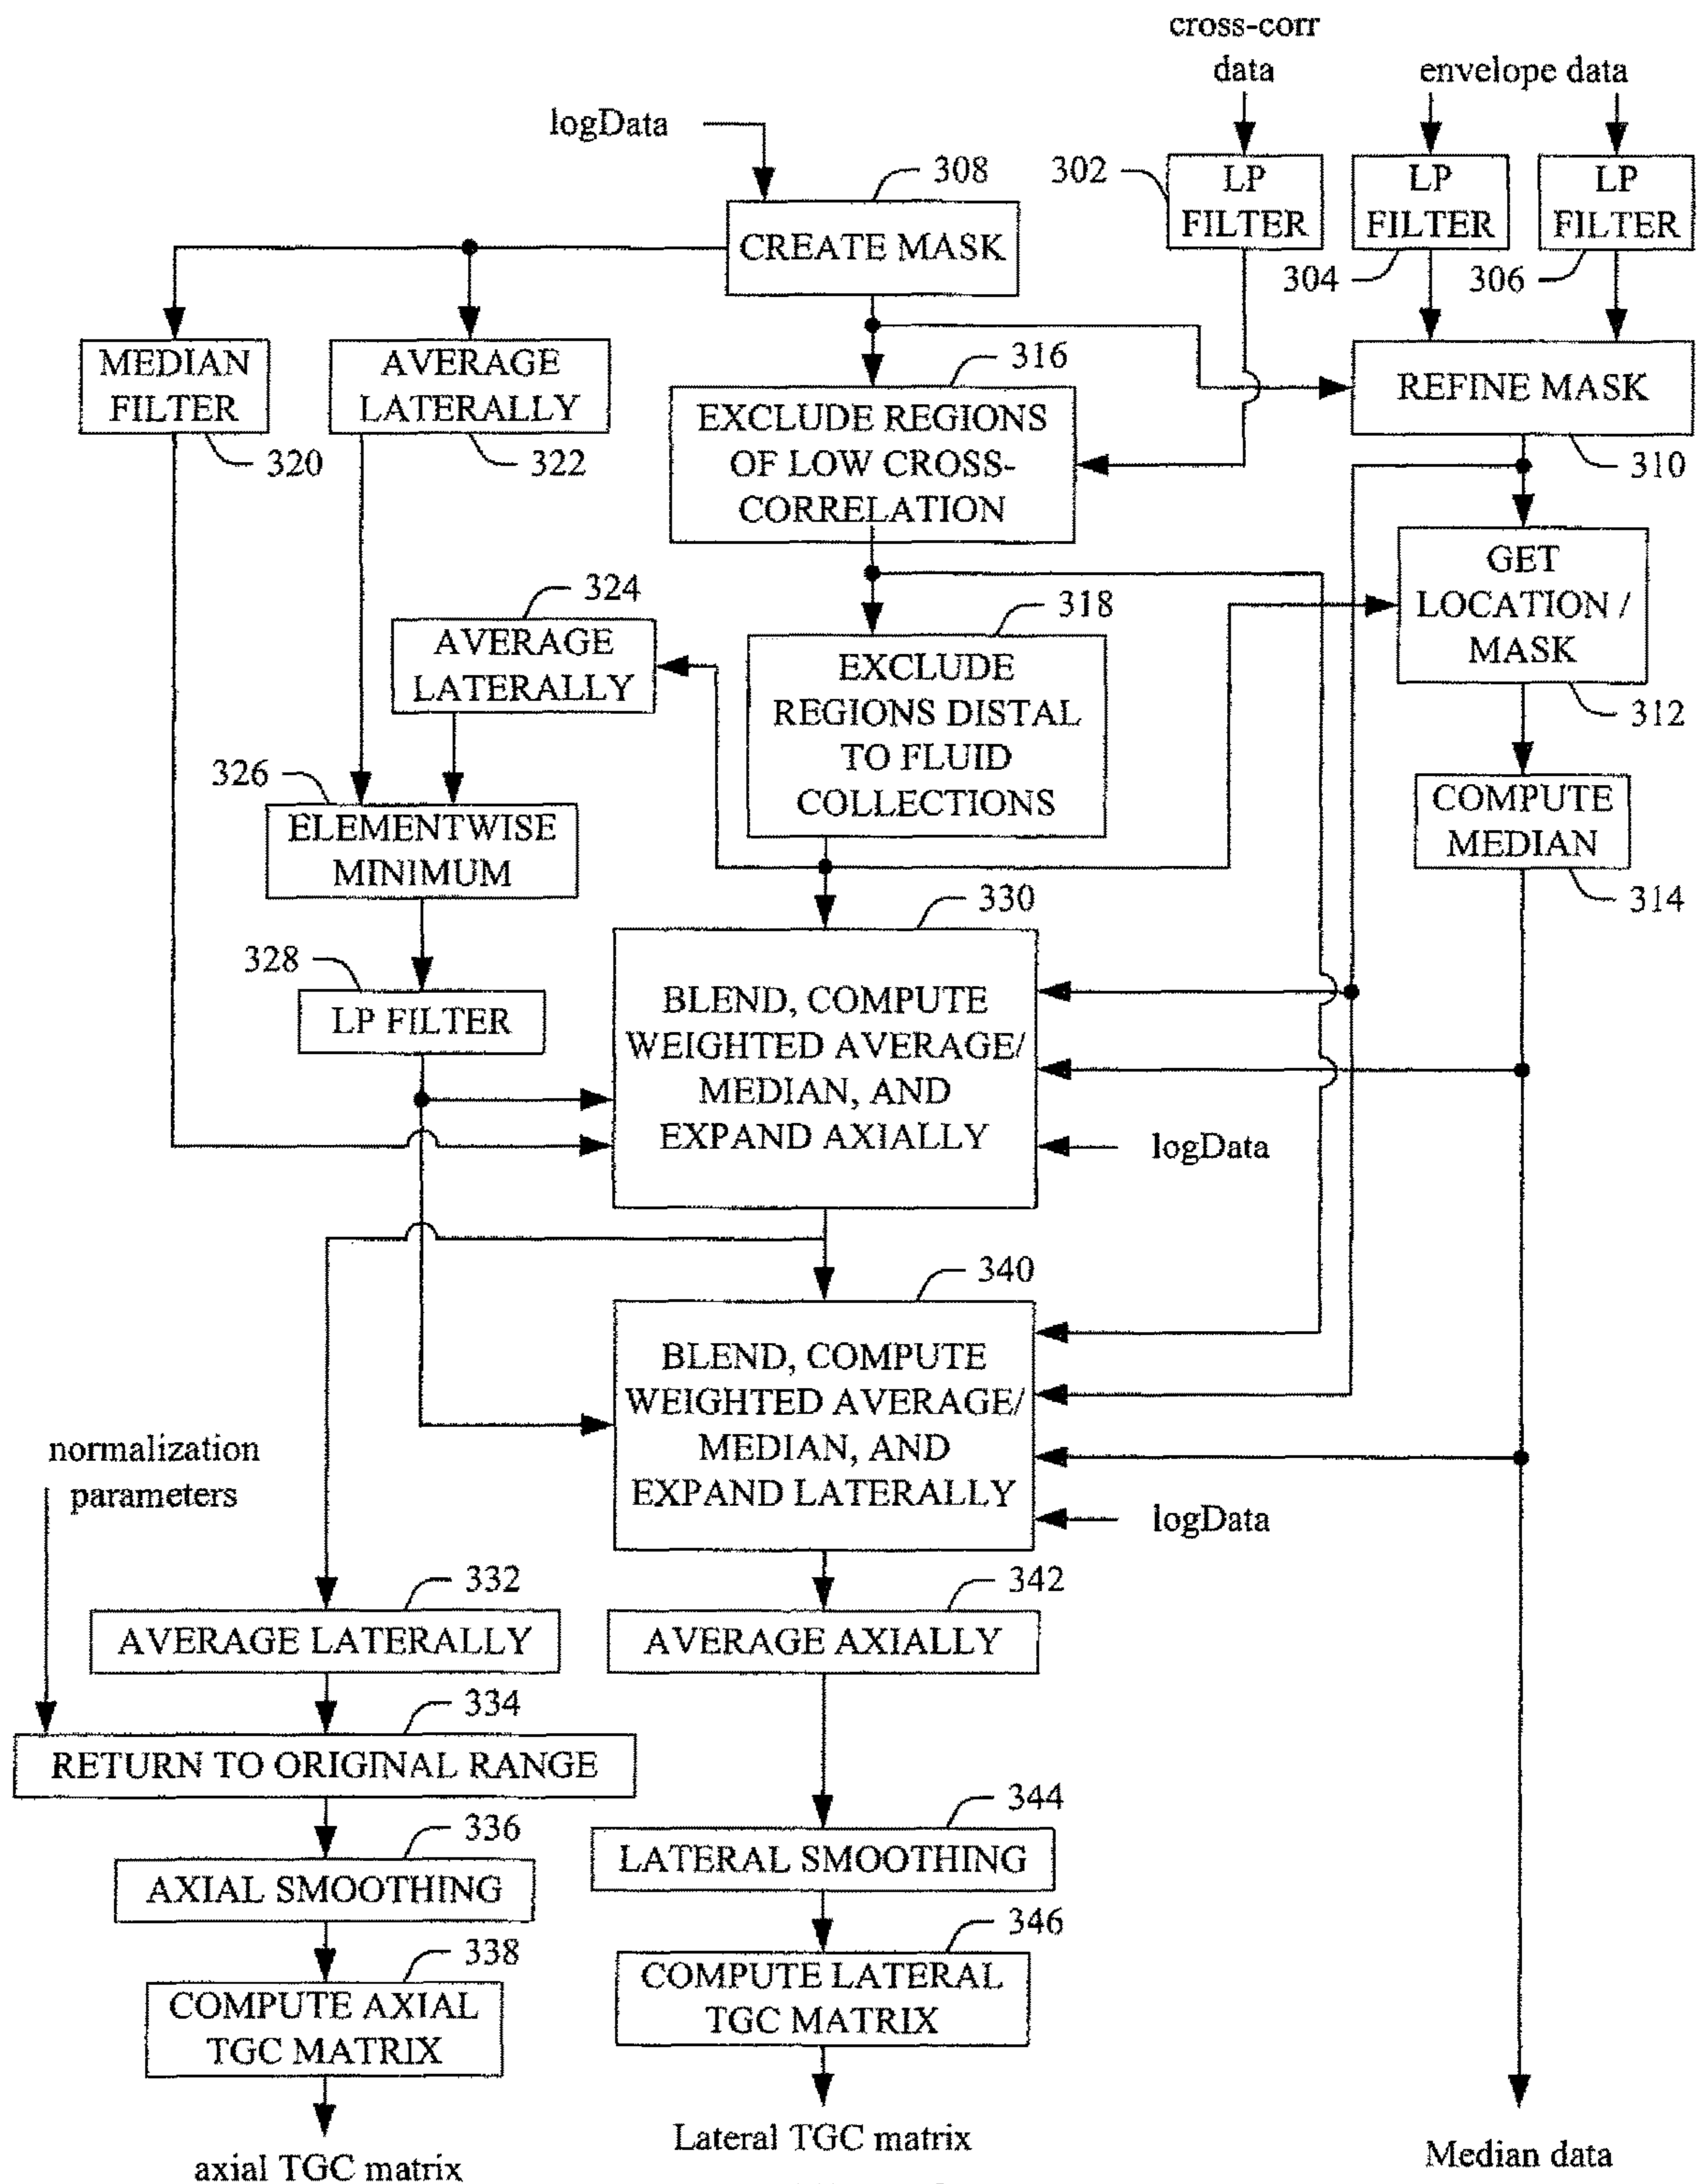 cross-corr
data
envelope data
logData
308
302
LP
FILTER
LP
FILTER
LP
FILTER
CREATE MASK
304
306
MEDIAN
FILTER
AVERAGE
LATERALLY
316
REFINE MASK
320
322
EXCLUDE REGIONS
OF LOW CROSS-
CORRELATION
310
324
318
GET
LOCATION /
MASK
AVERAGE
LATERALLY
EXCLUDE
REGIONS DISTAL
TO FLUID
COLLECTIONS
312
326
ELEMENTWISE
MINIMUM
COMPUTE
MEDIAN
330
314
328
LP FILTER
BLEND, COMPUTE
WEIGHTED AVERAGE/
MEDIAN, AND
EXPAND AXIALLY
logData
340
BLEND, COMPUTE
WEIGHTED AVERAGE/
MEDIAN, AND
EXPAND LATERALLY
normalization
parameters
logData
332
342
AVERAGE LATERALLY
AVERAGE AXIALLY
334
RETURN TO ORIGINAL RANGE
344
336
LATERAL SMOOTHING
AXIAL SMOOTHING
346
338
COMPUTE LATERAL
TGC MATRIX
COMPUTE AXIAL
TGC MATRIX
Lateral TGC matrix
Median data
axial TGC matrix